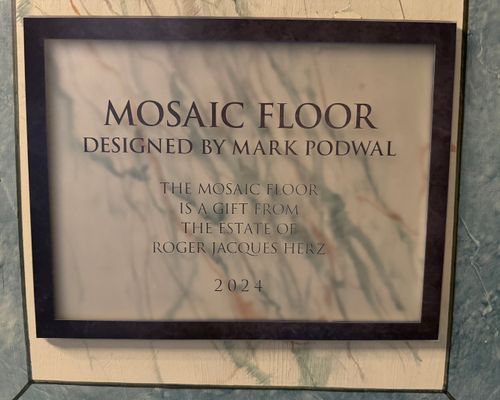 MOSAIC FLOOR
DESIGNED BY MARK PODWAL
THE MOSAIC FLOOR
IS A GIFT FROM
THE ESTATE OF
ROGER JACQUES HERZ
2024